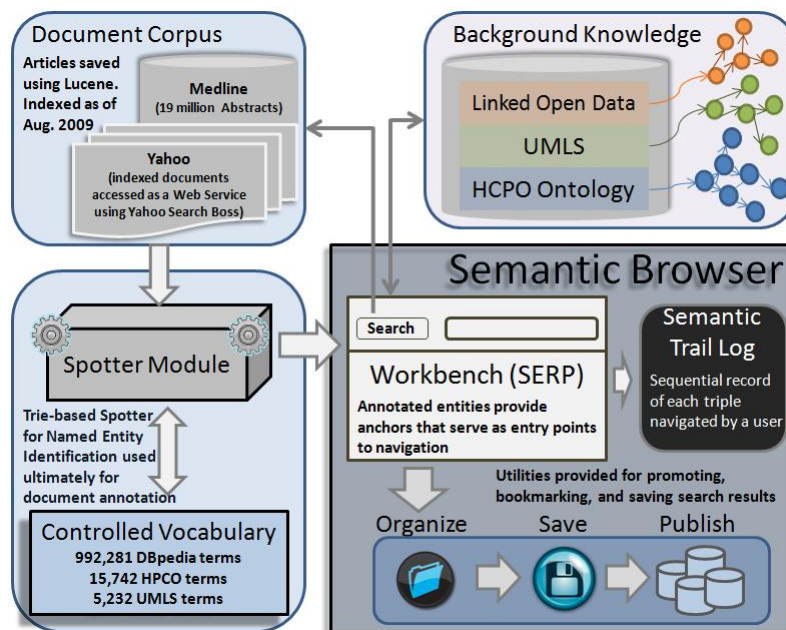 Document Corpus
Articles saved
using Lucene.
Indexed as of
Aug. 2009
Medline
(19 million Abstracts)
Yahoo
(indexed documents
accessed as a Web Service
using Yahoo Search Boss)
Background Knowledge
Linked Open Data
UMLS
HCPO Ontology
Spotter Module
Trie-based Spotter
for Named Entity
Identification used
ultimately for
document annotation
Controlled Vocabulary
992,281 DBpedia terms
15,742 HPCO terms
5,232 UMLS terms
Semantic Browser
Search
Workbench (SERP)
Annotated entities provide
anchors that serve as entry points
to navigation
Semantic
Trail Log
Sequential record
of each triple
navigated by a user
Utilities provided for promoting,
bookmarking, and saving search results
Organize
Save
Publish